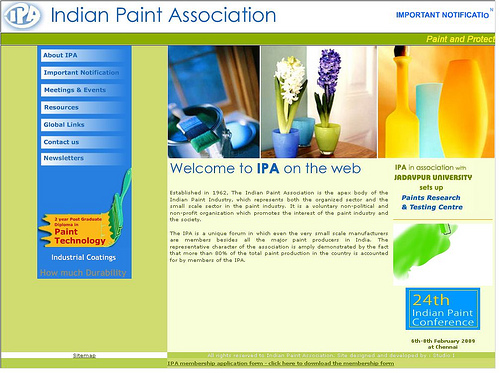 IPA
Indian Paint Association
IMPORTANT NOTIFICATIO
Paint and Protect
About IPA
Important Notification
Meetings & Events
Resources
Global Links
Contact us
Newsletters
2 year Post Graduate
Diploma in
Paint
Technology
Industrial Coatings
How much Durability
Welcome to IPA on the web
Established in 1962, The Indian Paint Association is the apex body of the
Indian Paint Industry, which represents both the organized sector and the
small scale sector in the paint industry. It is a voluntary non-political and
non-profit organization which promotes the interest of the paint industry and
the society.
The IPA is a unique forum in which even the very small scale manufacturers
are members besides all the major paint producers in India. The
representative character of the association is amply demonstrated by the fact
that more than 80% of the total paint production in the country is accounted
for by members of the IPA.
IPA in association with
JADAVPUR UNIVERSITY
sets up
Paints Research
& Testing Centre
24th
Indian Paint
Conference
6th-8th February 2009
at Chennai
Sitemap
All rights reserved to Indian Paint Association. Site designed and developed by
IPA membership application form - click here to download the membership form